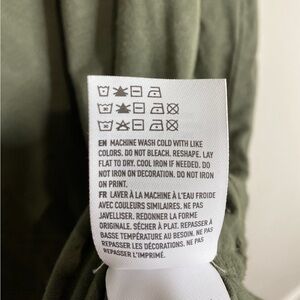 EN MACHINE WASH COLD WITH LIKE
COLORS. DO NOT BLEACH. RESHAPE. LAY
FLAT TO DRY. COOL IRON IF NEEDED. DO
NOT IRON ON DECORATION. DO NOT IRON
ON PRINT.
FR LAVER À LA MACHINE À L'EAU FROIDE
AVEC COULEURS SIMILAIRES. NE PAS
JAVELLISER. REDONNER LA FORME
ORIGINALE. SÉCHER À PLAT. REPASSER À
BASSE TEMPÉRATURE AU BESOIN. NE PAS
REPASSER LES DÉCORATIONS. NE PAS
REPASSER L'IMPRIMÉ.